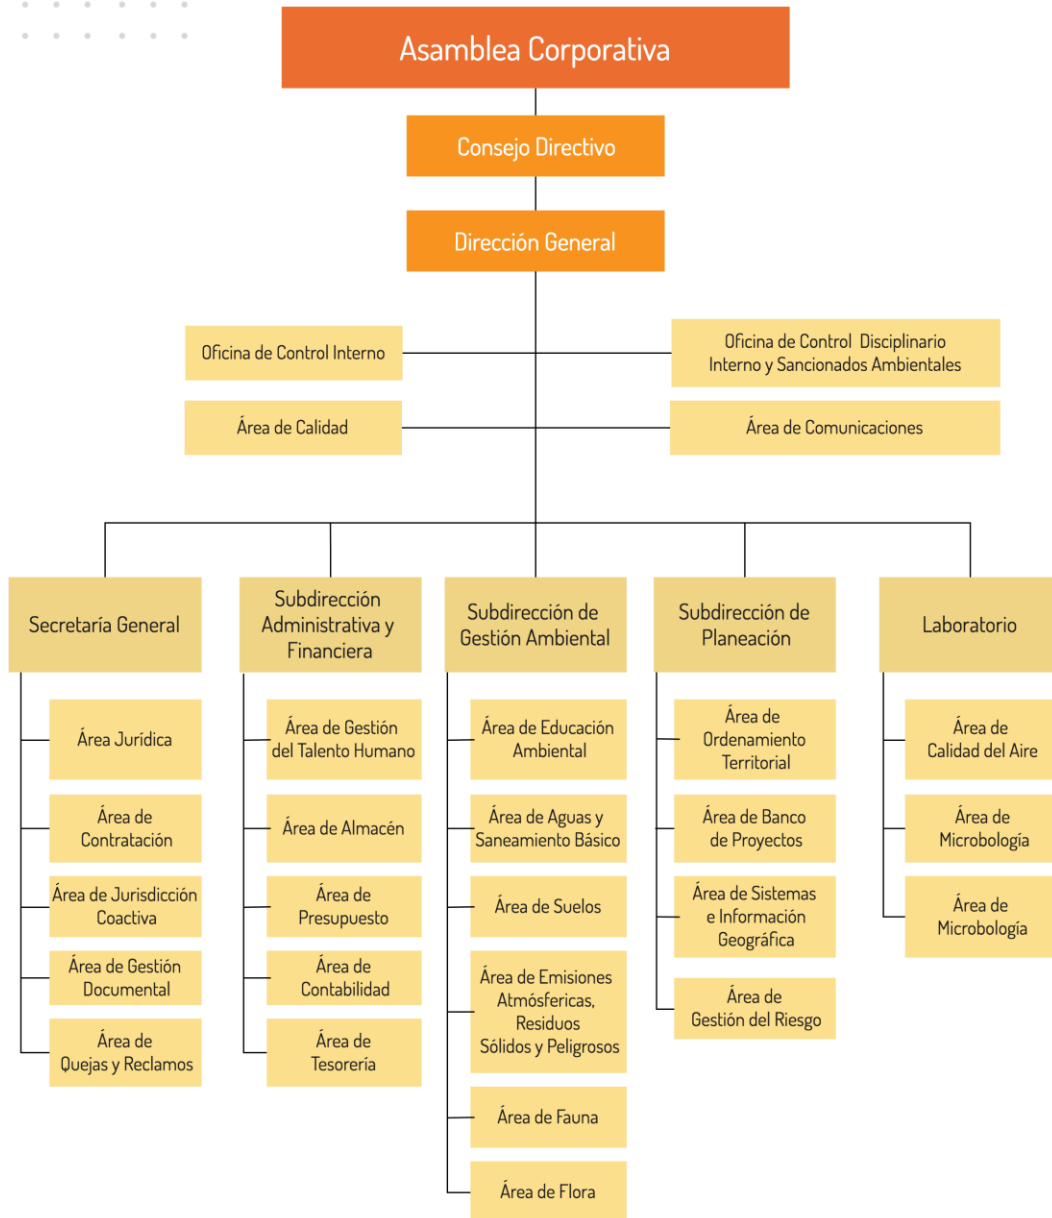 Asamblea Corporativa
Consejo Directivo
Dirección General
Oficina de Control Interno
Oficina de Control Disciplinario
Interno y Sancionados Ambientales
Área de Calidad
Área de Comunicaciones
Secretaría General
Subdirección
Administrativa y
Financiera
Subdirección de
Gestión Ambiental
Subdirección de
Planeación
Laboratorio
Área Jurídica
Área de
Contratación
Área de Jurisdicción
Coactiva
Área de Gestión
Documental
Área de
Quejas y Reclamos
Área de Gestión
del Talento Humano
Área de Almacén
Área de
Presupuesto
Área de
Contabilidad
Área de
Tesorería
Área de Educación
Ambiental
Área de Aguas y
Saneamiento Básico
Área de Suelos
Área de Emisiones
Atmósfericas,
Residuos
Sólidos y Peligrosos
Área de Fauna
Área de Flora
Área de
Ordenamiento
Territorial
Área de Banco
de Proyectos
Área de Sistemas
e Información
Geográfica
Área de
Gestión del Riesgo
Área de
Calidad del Aire
Área de
Microbología
Área de
Microbología